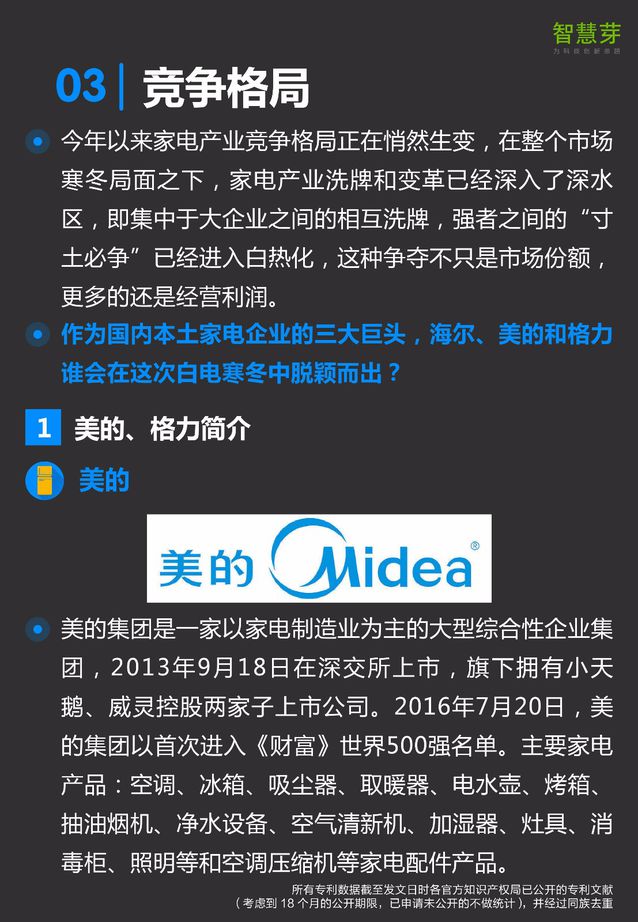 智慧芽
为科技创新赤蹈
03 竞争格局
今年以来家电产业竞争格局正在悄然生变，在整个市场
寒冬局面之下，家电产业洗牌和变革已经深入了深水
区，即集中于大企业之间的相互洗牌，强者之间的“寸
土必争”已经进入白热化，这种争夺不只是市场份额，
更多的还是经营利润。
作为国内本土家电企业的三大巨头，海尔、美的和格力
谁会在这次白电寒冬中脱颖而出？
1 美的、格力简介
美的
美的 Midea®
美的集团是一家以家电制造业为主的大型综合性企业集
团，2013年9月18日在深交所上市，旗下拥有小天
鹅、威灵控股两家子上市公司。2016年7月20日，美
的集团以首次进入《财富》世界500强名单。主要家电
产品：空调、冰箱、吸尘器、取暖器、电水壶、烤箱、
抽油烟机、净水设备、空气清新机、加湿器、灶具、消
毒柜、照明等和空调压缩机等家电配件产品。
所有专利数据截至发文日时各官方知识产权局已公开的专利文献
（考虑到 18 个月的公开期限，已申请未公开的不做统计），并经过同族去重